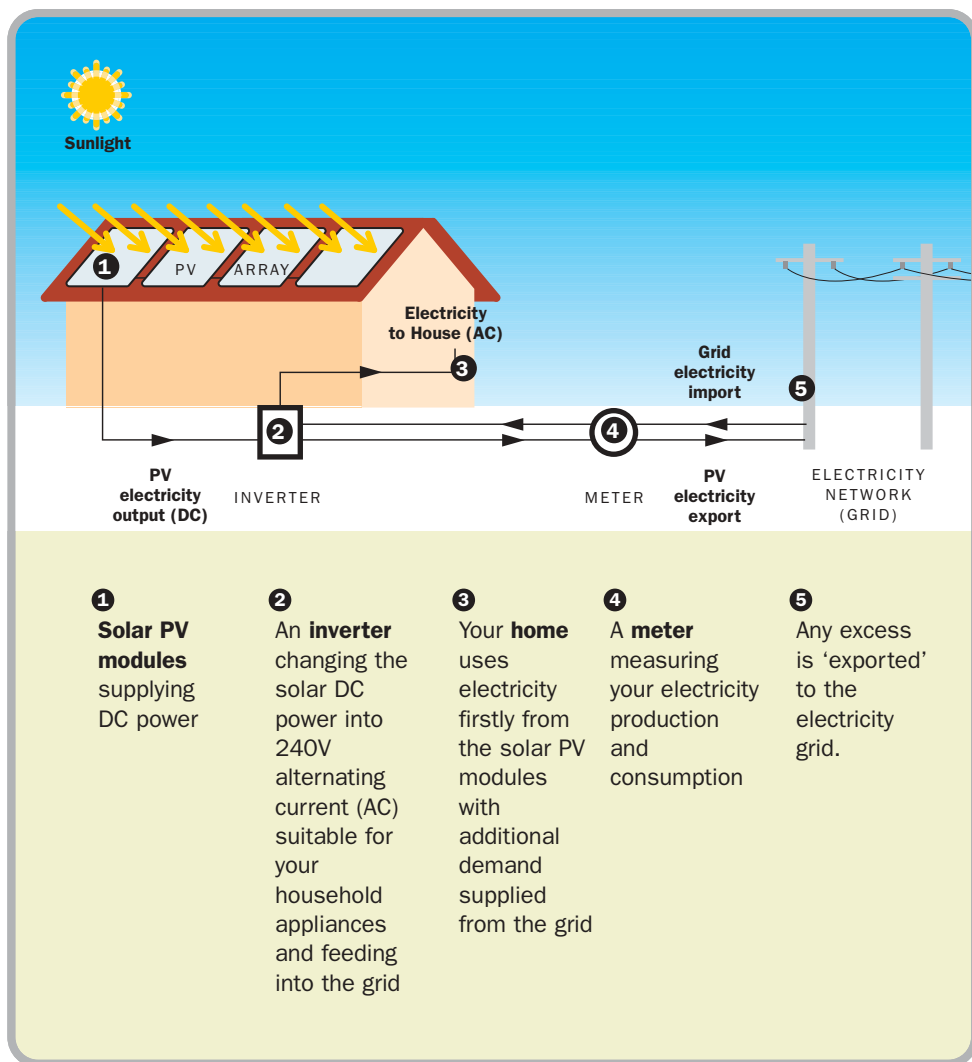 Sunlight
1
PV ARRAY
Electricity
to House (AC)
3
Grid
electricity
import
5
2
4
PV
electricity
output (DC)
INVERTER
METER
PV
electricity
export
ELECTRICITY
NETWORK
(GRID)
1
Solar PV
modules
supplying
DC power
2
An inverter
changing the
solar DC
power into
240V
alternating
current (AC)
suitable for
your
household
appliances
and feeding
into the grid
3
Your home
uses
electricity
firstly from
the solar PV
modules
with
additional
demand
supplied
from the grid
4
A meter
measuring
your electricity
production
and
consumption
5
Any excess
is ‘exported’
to the
electricity
grid.